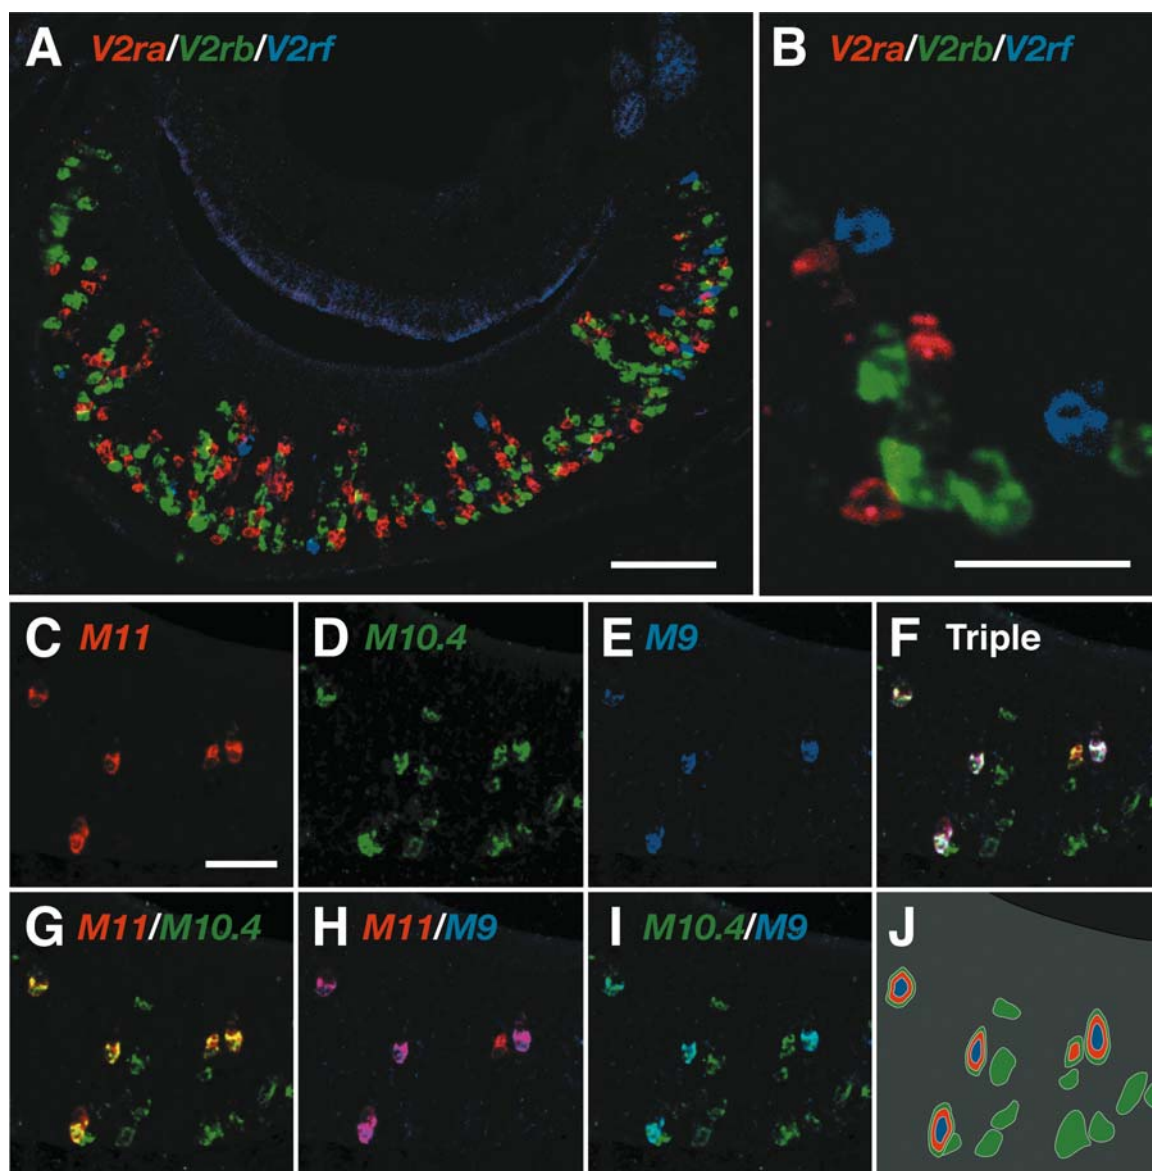 A V2ra/V2rb/V2rf
B V2ra/V2rb/V2rf
C M11
D M10.4
E M9
F Triple
G M11/M10.4
H M11/M9
I M10.4/M9
J